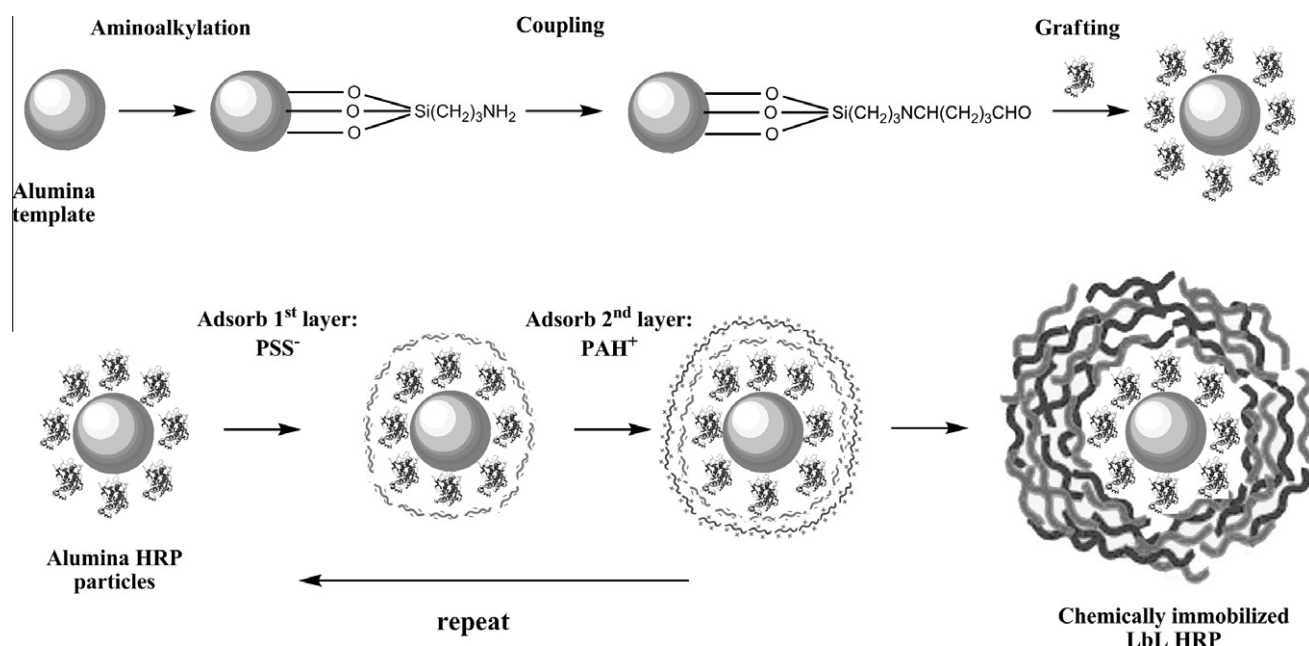 Aminoalkylation
Coupling
Grafting
O
O
O
Si(CH₂)₃NH₂
O
O
O
Si(CH₂)₃NCH(CH₂)₃CHO
Alumina
template
Adsorb 1ˢᵗ layer:
PSS⁻
Adsorb 2ⁿᵈ layer:
PAH⁺
Alumina HRP
particles
repeat
Chemically immobilized
LbL HRP